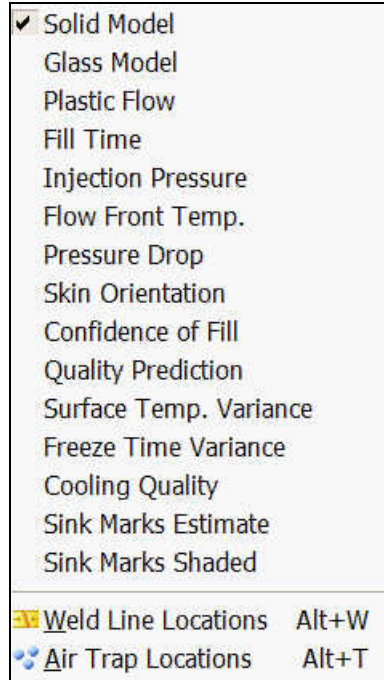 Solid Model
Glass Model
Plastic Flow
Fill Time
Injection Pressure
Flow Front Temp.
Pressure Drop
Skin Orientation
Confidence of Fill
Quality Prediction
Surface Temp. Variance
Freeze Time Variance
Cooling Quality
Sink Marks Estimate
Sink Marks Shaded
Weld Line Locations Alt+W
Air Trap Locations Alt+T